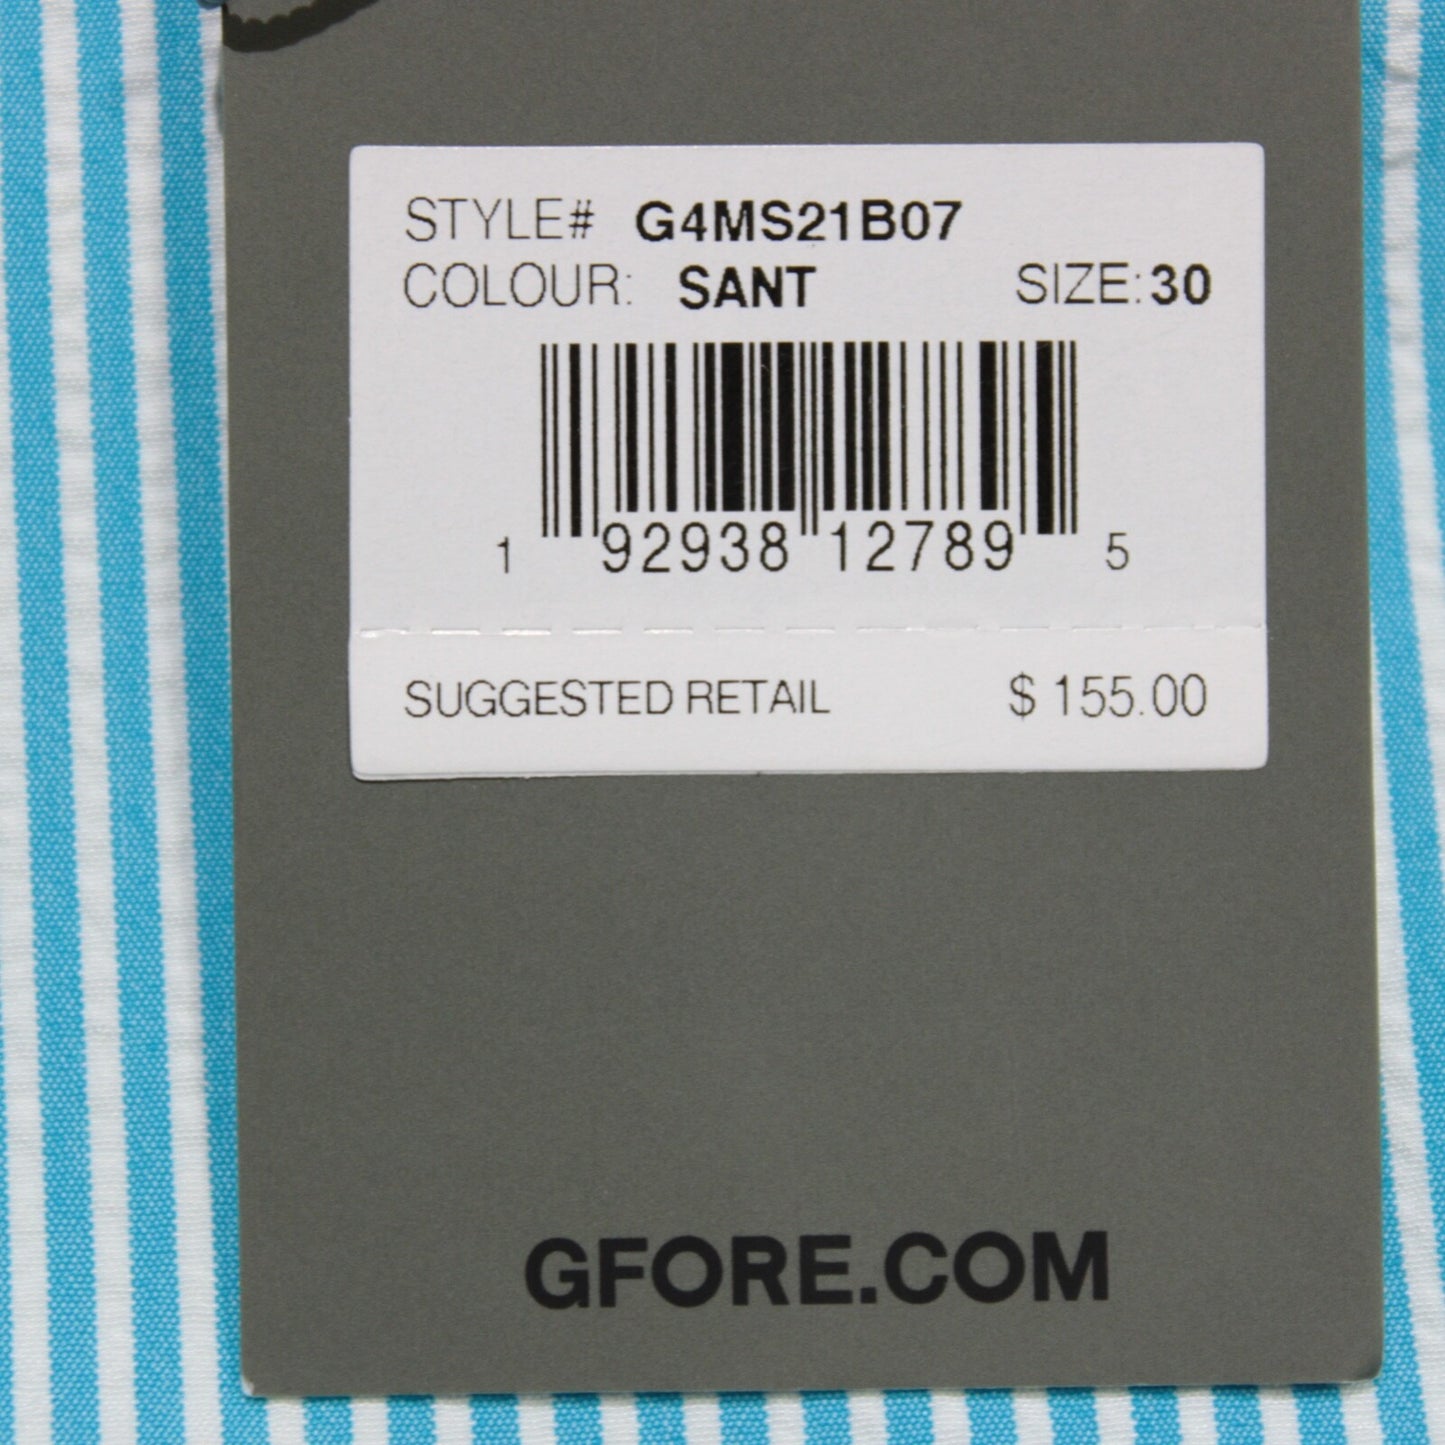 STYLE# G4MS21B07
COLOUR: SANT SIZE: 30
1 92938 12789 5
SUGGESTED RETAIL $ 155.00
GFORE.COM